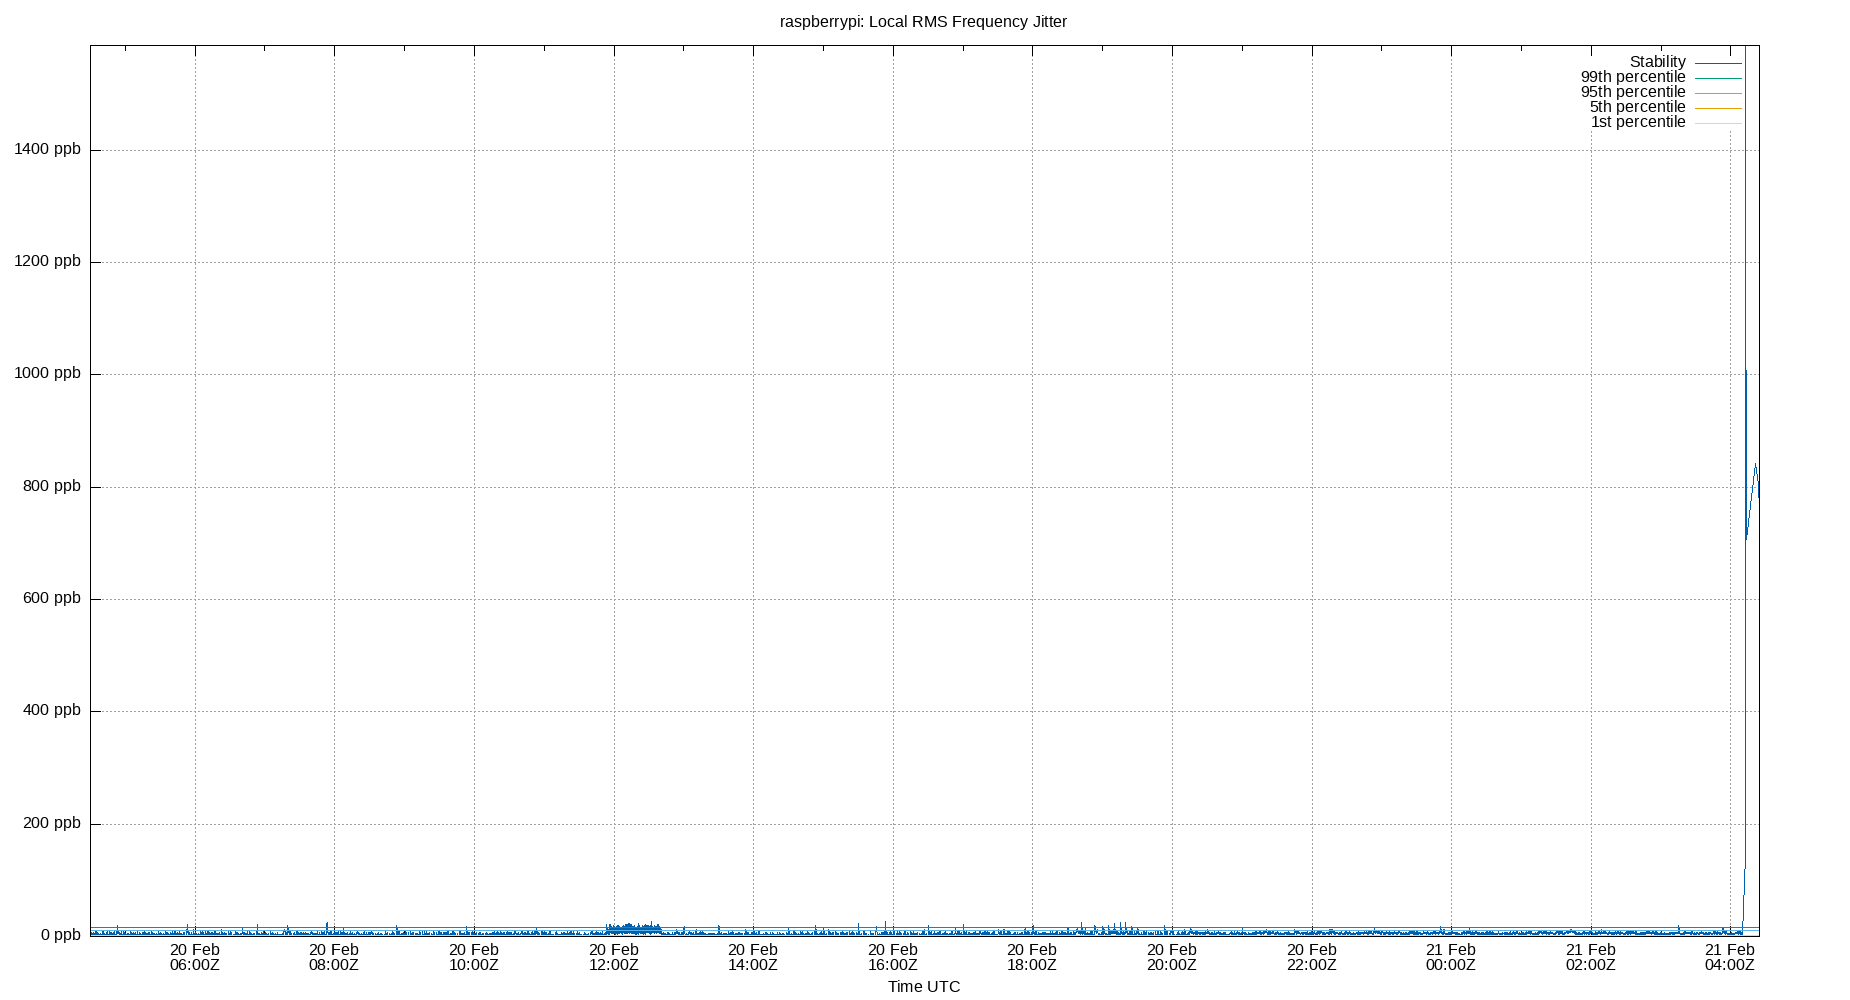 raspberrypi: Local RMS Frequency Jitter
Stability
99th percentile
95th percentile
5th percentile
1st percentile
1400 ppb
1200 ppb
1000 ppb
800 ppb
600 ppb
400 ppb
200 ppb
0 ppb
20 Feb 20 Feb 20 Feb 20 Feb 20 Feb 20 Feb 20 Feb 20 Feb 20 Feb 21 Feb 21 Feb 21 Feb
06:00Z 08:00Z 10:00Z 12:00Z 14:00Z 16:00Z 18:00Z 20:00Z 22:00Z 00:00Z 02:00Z 04:00Z
Time UTC